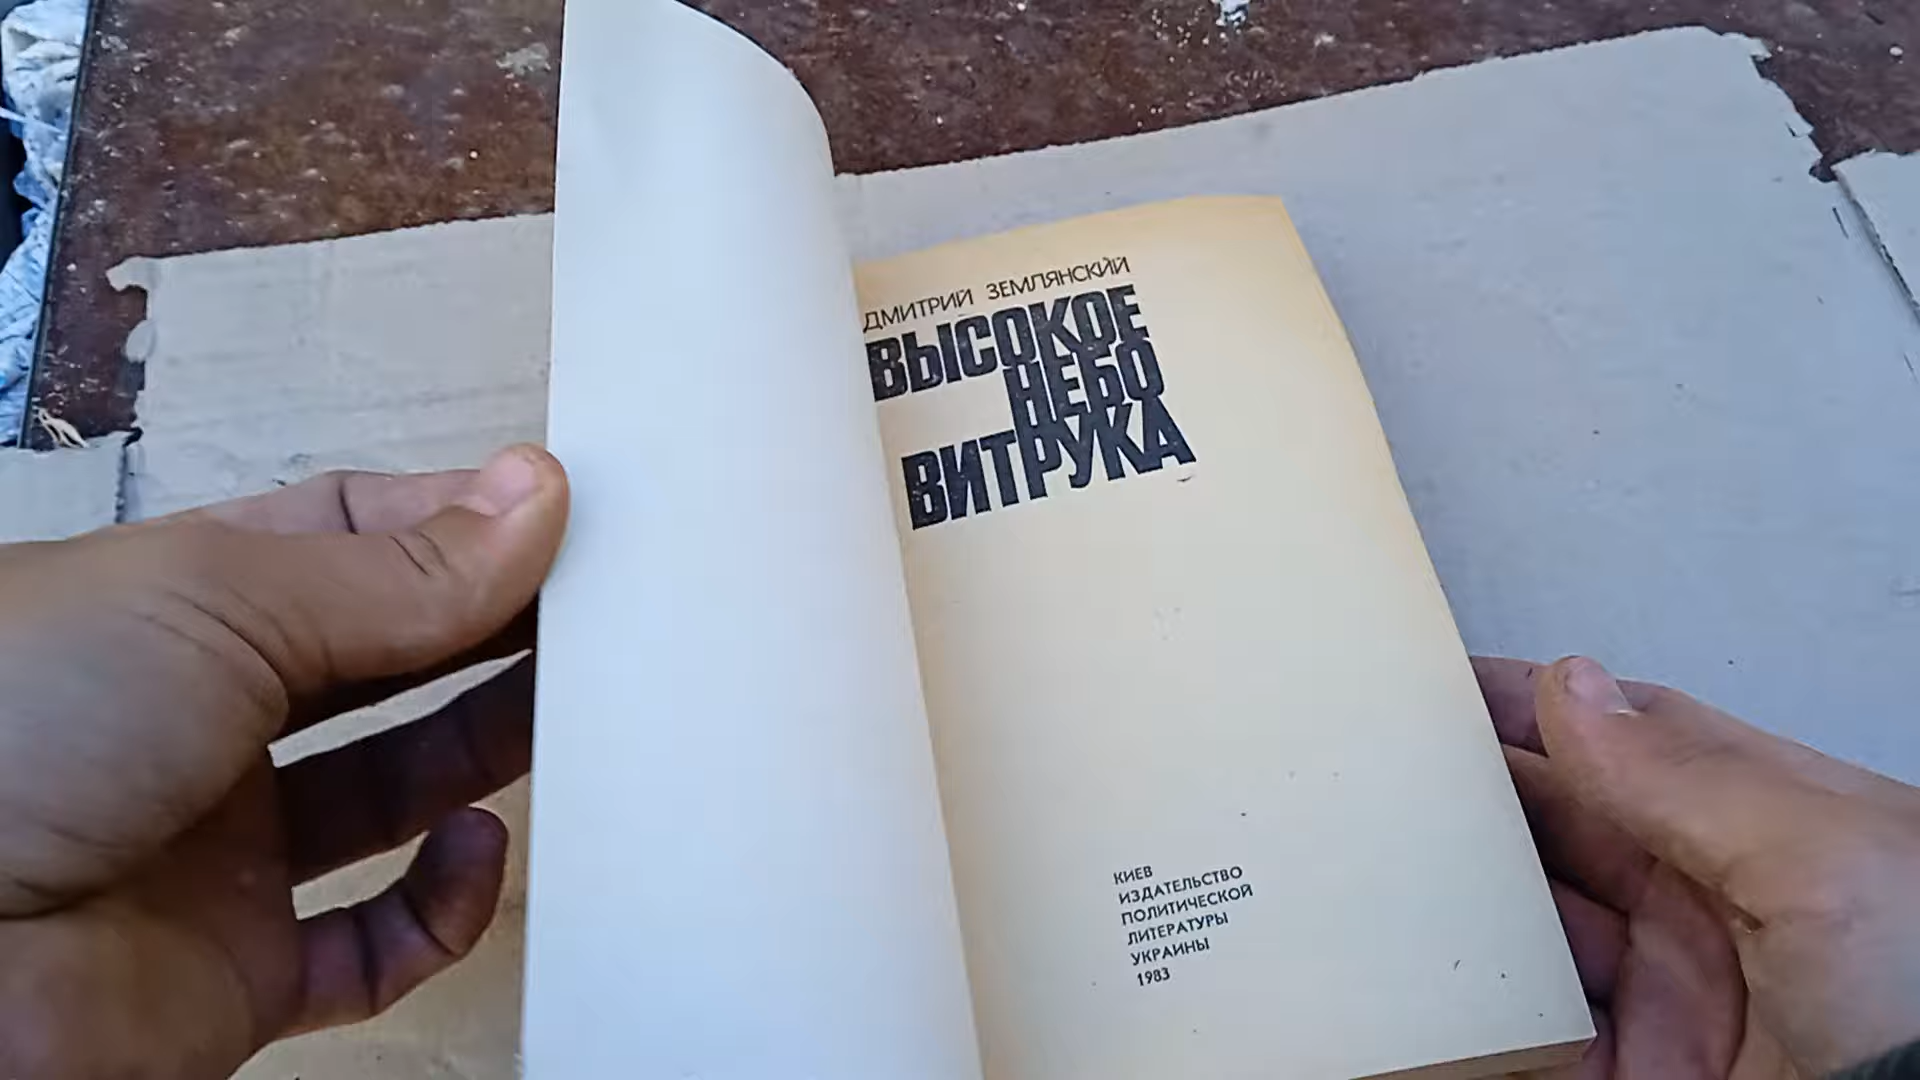 ДМИТРИЙ ЗЕМЛЯНСКИЙ
ВЫСОКОЕ
НЕБО
ВИТРУКА
КИЕВ
ИЗДАТЕЛЬСТВО
ПОЛИТИЧЕСКОЙ
ЛИТЕРАТУРЫ
УКРАИНЫ
1983